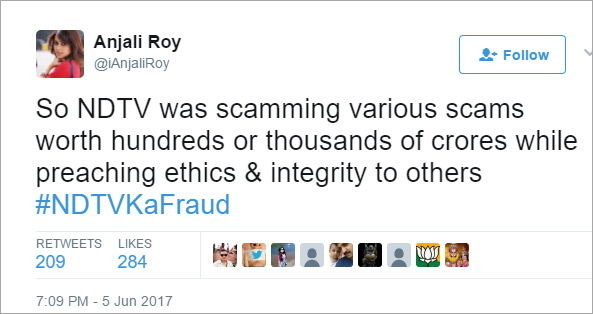 Anjali Roy
@iAnjaliRoy
Follow
So NDTV was scamming various scams
worth hundreds or thousands of crores while
preaching ethics & integrity to others
#NDTVKaFraud
RETWEETS LIKES
209 284
7:09 PM - 5 Jun 2017